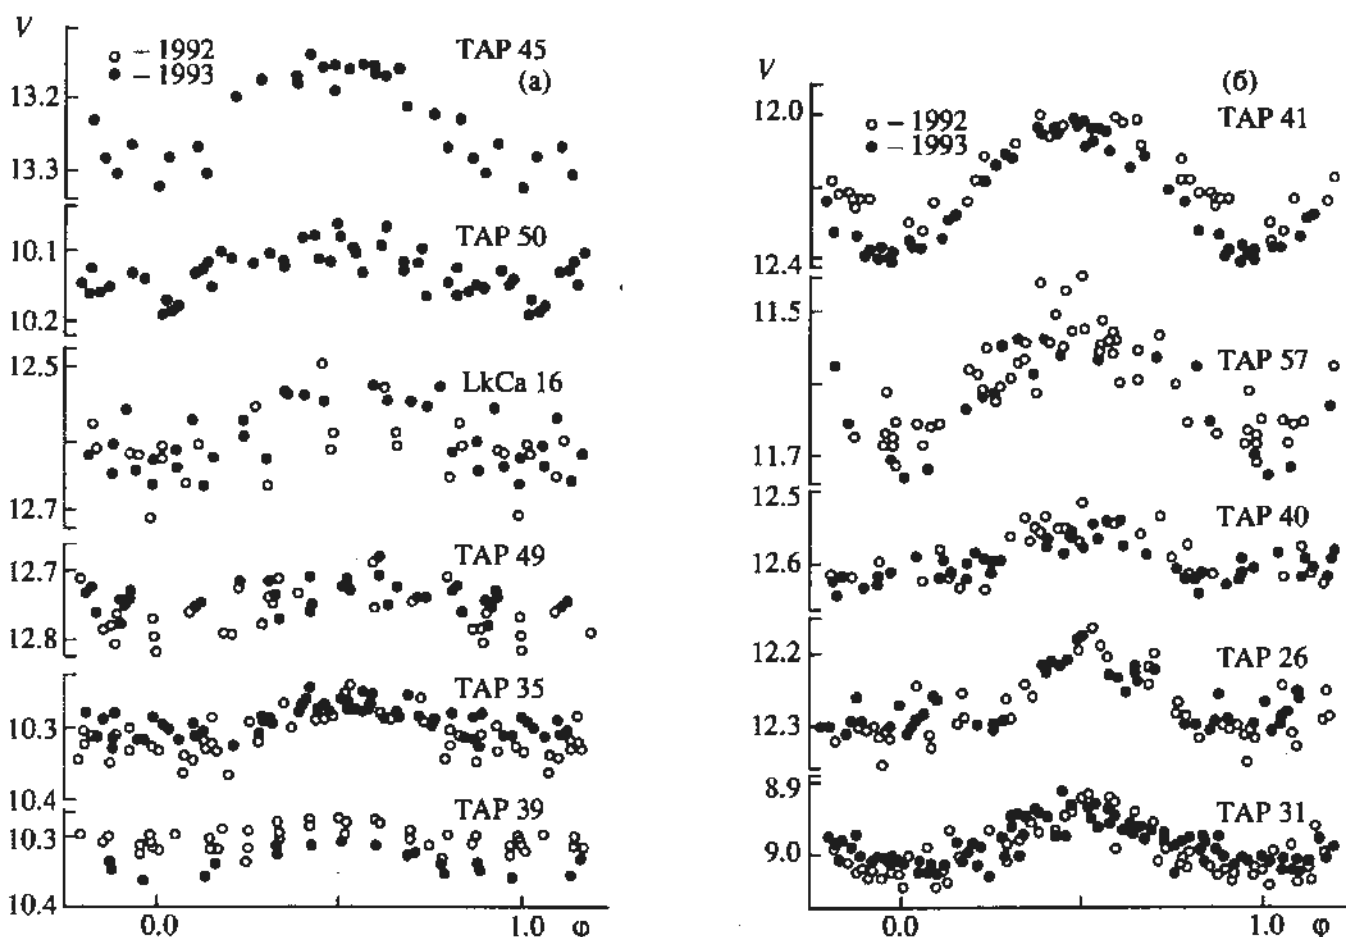 V
○ – 1992
● – 1993
TAP 45
(а)
13.2
13.3
TAP 50
10.1
10.2
LkCa 16
12.5
12.7
TAP 49
12.7
12.8
TAP 35
10.3
10.4
TAP 39
10.3
10.4
0.0
1.0
φ
V
(б)
○ – 1992
● – 1993
TAP 41
12.0
12.4
TAP 57
11.5
11.7
TAP 40
12.5
12.6
TAP 26
12.2
12.3
TAP 31
8.9
9.0
0.0
1.0
φ